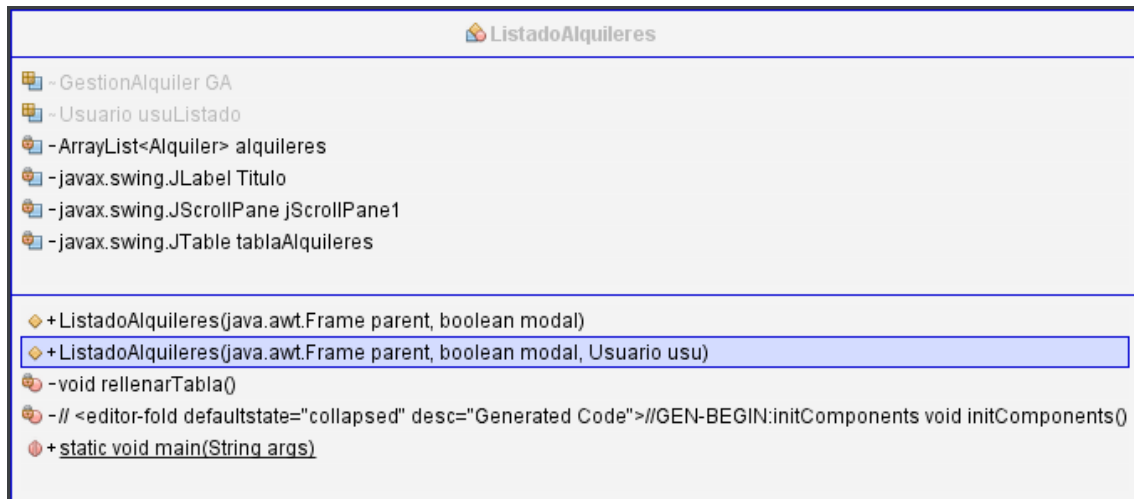 ListadoAlquileres
~GestionAlquiler GA
~Usuario usuListado
-ArrayList<Alquiler> alquileres
-javax.swing.JLabel Titulo
-javax.swing.JScrollPane jScrollPane1
-javax.swing.JTable tablaAlquileres
+ListadoAlquileres(java.awt.Frame parent, boolean modal)
+ListadoAlquileres(java.awt.Frame parent, boolean modal, Usuario usu)
-void rellenarTabla()
-// <editor-fold defaultstate="collapsed" desc="Generated Code">//GEN-BEGIN:initComponents void initComponents()
+static void main(String args)